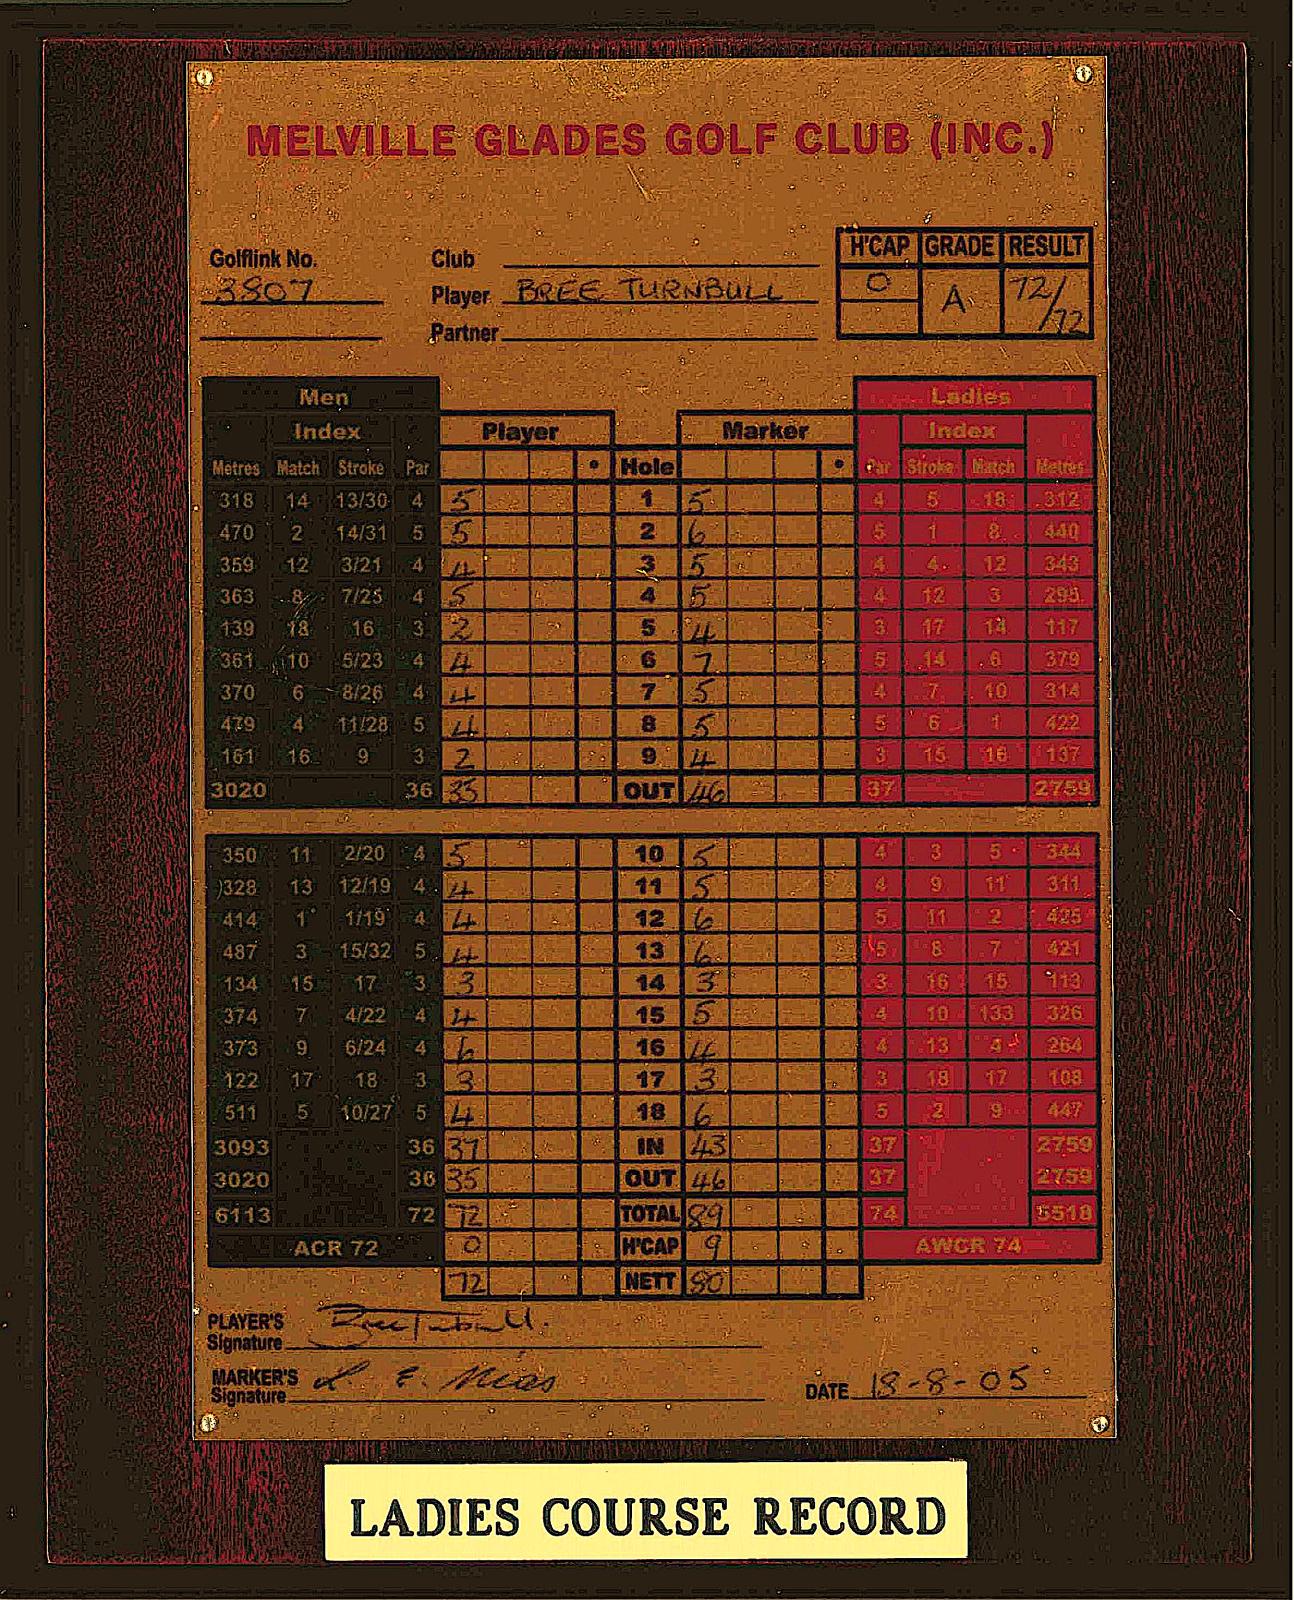 MELVILLE GLADES GOLF CLUB (INC.)
H'CAP GRADE RESULT
Golflink No. Club
0 A 72/72
3807 Player BREE TURNBULL
Partner
Men Ladies
Index Player Marker Index
Metres Match Stroke Par • Hole • Par Stroke Match Metres
318 14 13/30 4 5 1 5 4 5 18 312
470 2 14/31 5 5 2 6 5 1 8 440
359 12 3/21 4 4 3 5 4 4 12 343
363 8 7/25 4 5 4 5 4 12 3 295
139 18 16 3 2 5 4 3 17 14 117
361 10 5/23 4 4 6 7 5 14 6 379
370 6 8/26 4 4 7 5 4 7 10 314
479 4 11/28 5 4 8 5 5 6 1 422
161 16 9 3 2 9 4 3 15 16 137
3020 36 35 OUT 46 37 2759
350 11 2/20 4 5 10 5 4 3 5 344
328 13 12/19 4 4 11 5 4 9 11 311
414 1 1/19 4 4 12 6 5 11 2 425
487 3 15/32 5 4 13 6 5 8 7 421
134 15 17 3 3 14 3 3 16 15 113
374 7 4/22 4 4 15 5 4 10 133 326
373 9 6/24 4 6 16 4 4 13 4 264
122 17 18 3 3 17 3 3 18 17 108
511 5 10/27 5 4 18 6 5 2 9 447
3093 36 37 IN 43 37 2759
3020 36 35 OUT 46 37 2759
6113 72 72 TOTAL 89 74 5518
ACR 72 0 H'CAP 9 AWCR 74
72 NETT 80
PLAYER'S
Signature Bree Turnbull.
MARKER'S
Signature L E. Mias DATE 18-8-05
LADIES COURSE RECORD